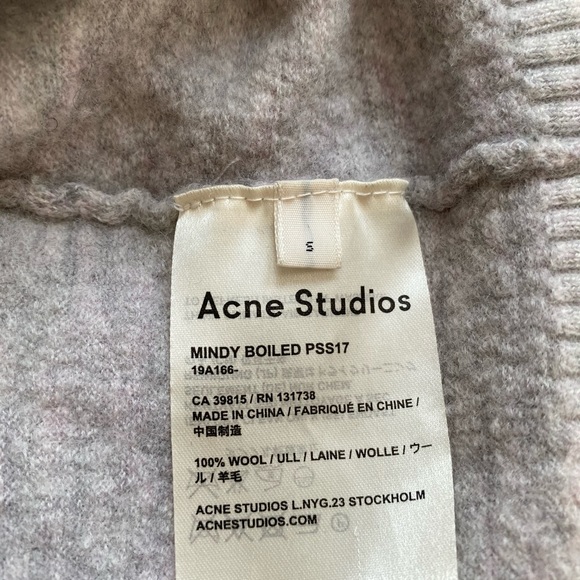 S
Acne Studios
MINDY BOILED PSS17
19A166-
CA 39815 / RN 131738
MADE IN CHINA / FABRIQUÉ EN CHINE /
中国制造
100% WOOL / ULL / LAINE / WOLLE / ウー
ル / 羊毛
ACNE STUDIOS L.NYG.23 STOCKHOLM
ACNESTUDIOS.COM